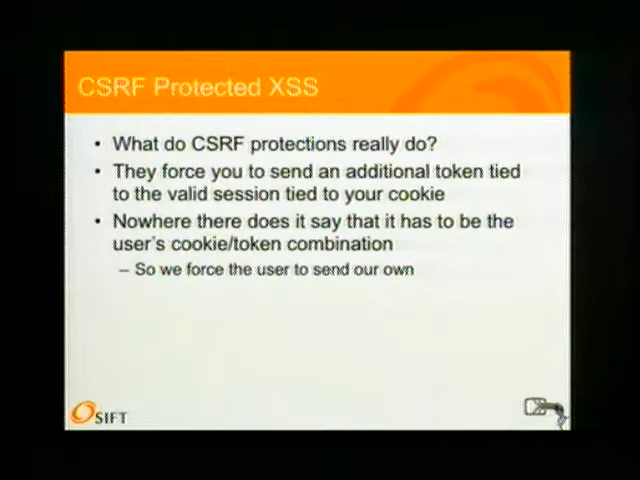 CSRF Protected XSS
• What do CSRF protections really do?
• They force you to send an additional token tied
to the valid session tied to your cookie
• Nowhere there does it say that it has to be the
user's cookie/token combination
– So we force the user to send our own
SIFT